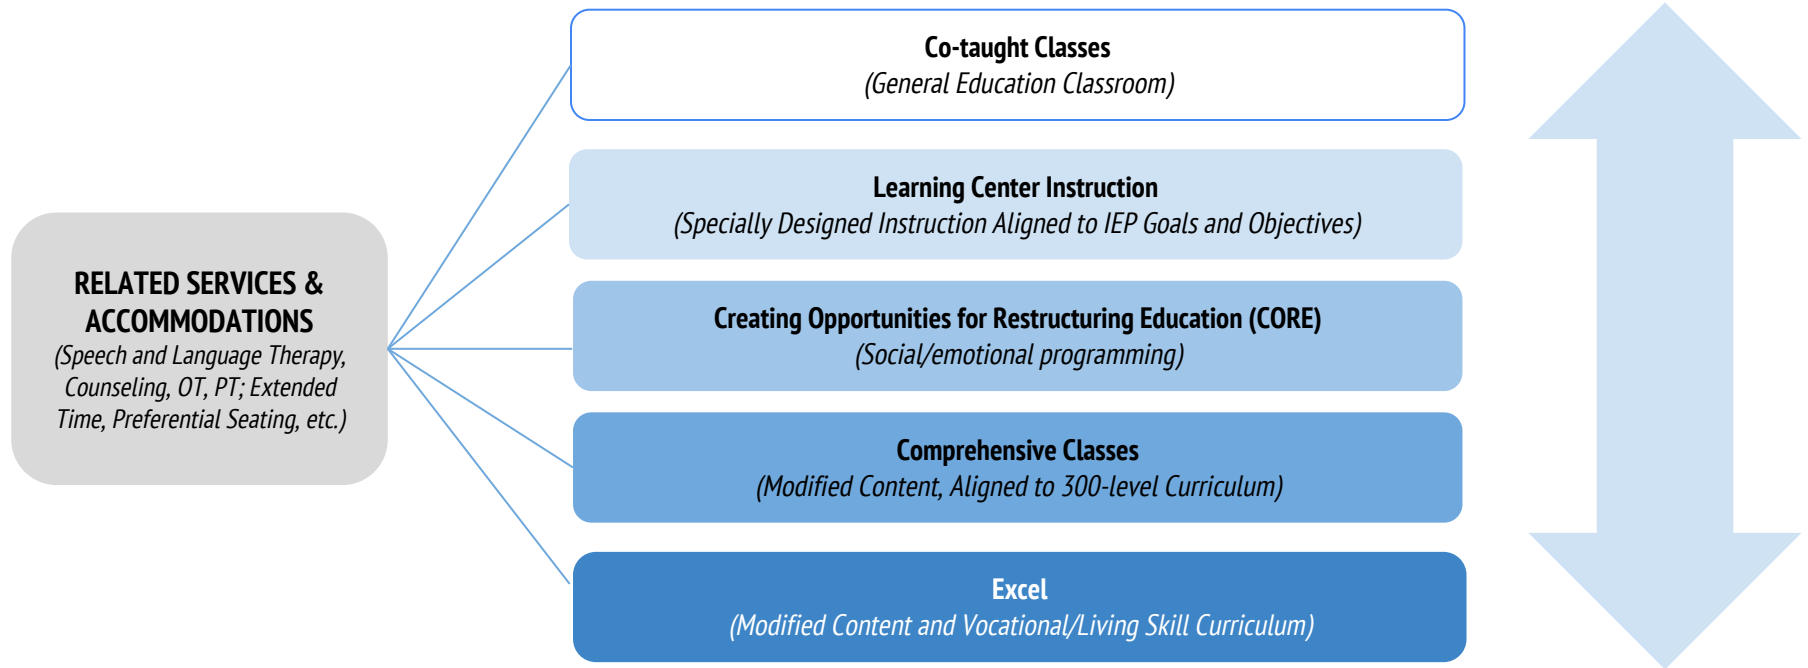 RELATED SERVICES &
ACCOMMODATIONS
(Speech and Language Therapy,
Counseling, OT, PT; Extended
Time, Preferential Seating, etc.)
Co-taught Classes
(General Education Classroom)
Learning Center Instruction
(Specially Designed Instruction Aligned to IEP Goals and Objectives)
Creating Opportunities for Restructuring Education (CORE)
(Social/emotional programming)
Comprehensive Classes
(Modified Content, Aligned to 300-level Curriculum)
Excel
(Modified Content and Vocational/Living Skill Curriculum)